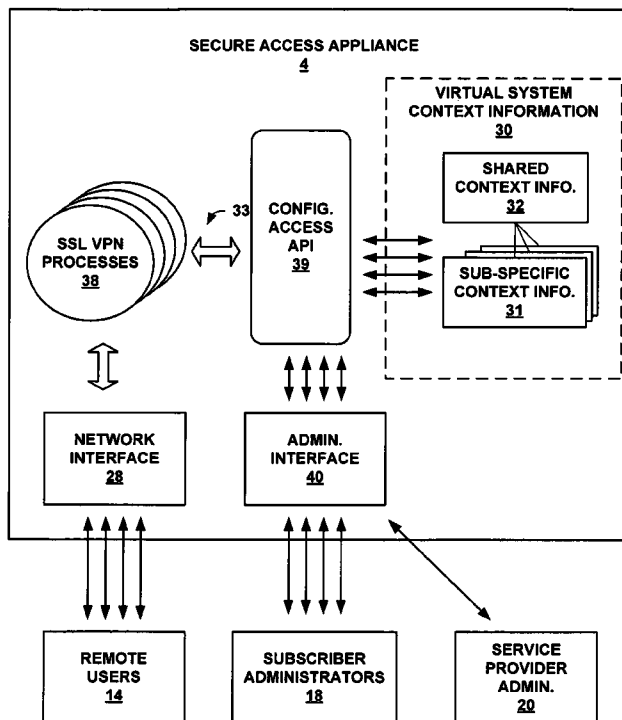 SECURE ACCESS APPLIANCE
4
VIRTUAL SYSTEM
CONTEXT INFORMATION
30
SHARED
CONTEXT INFO.
32
33
CONFIG.
ACCESS
API
39
SSL VPN
PROCESSES
38
SUB-SPECIFIC
CONTEXT INFO.
31
NETWORK
INTERFACE
28
ADMIN.
INTERFACE
40
REMOTE
USERS
14
SUBSCRIBER
ADMINISTRATORS
18
SERVICE
PROVIDER
ADMIN.
20